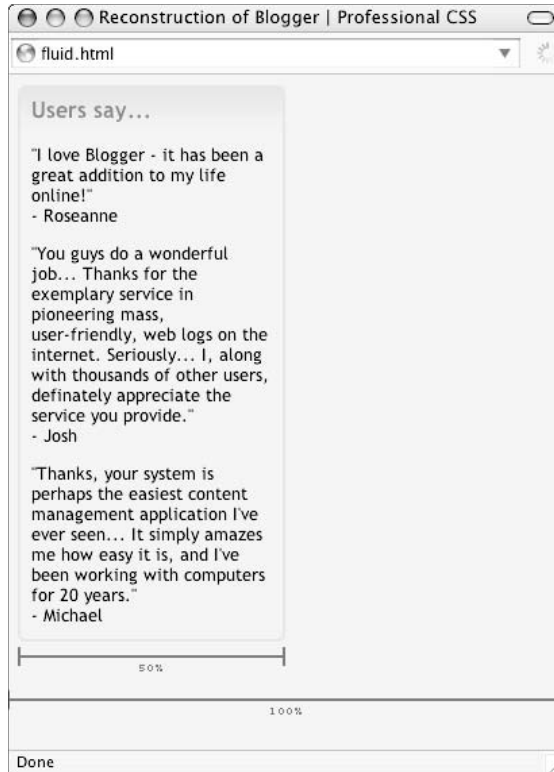 Reconstruction of Blogger | Professional CSS
fluid.html
Users say...
"I love Blogger - it has been a
great addition to my life
online!"
- Roseanne
"You guys do a wonderful
job... Thanks for the
exemplary service in
pioneering mass,
user-friendly, web logs on the
internet. Seriously... I, along
with thousands of other users,
definately appreciate the
service you provide."
- Josh
"Thanks, your system is
perhaps the easiest content
management application I've
ever seen... It simply amazes
me how easy it is, and I've
been working with computers
for 20 years."
- Michael
50%
100%
Done